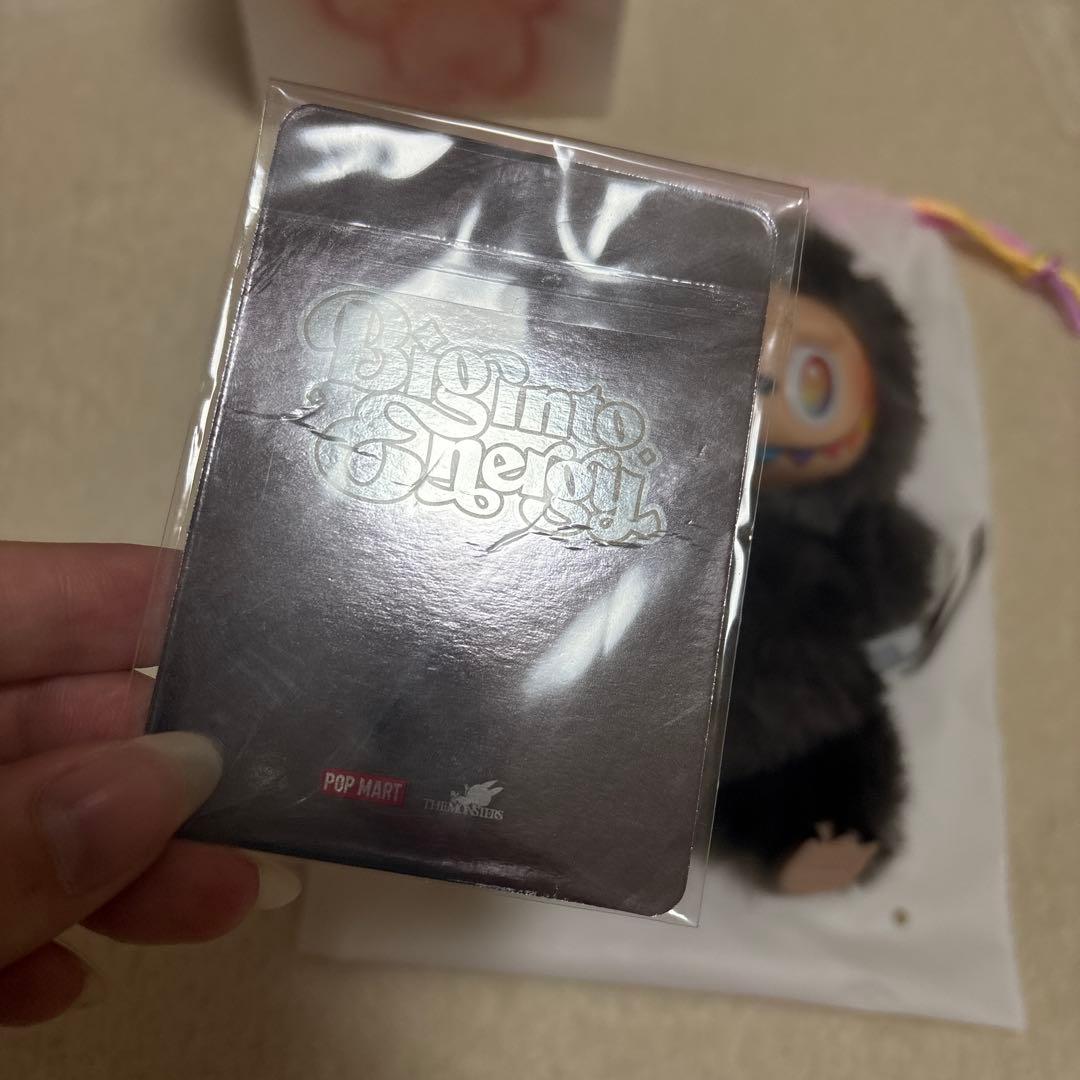 Big into
Energy
POP MART
THE MONSTERS